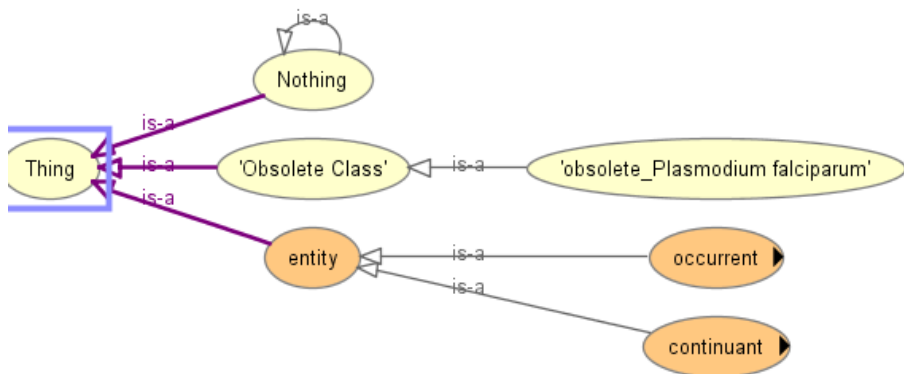 is-a
Nothing
is-a
Thing
is-a
'Obsolete Class'
is-a
'obsolete_Plasmodium falciparum'
is-a
entity
is-a
occurrent
is-a
continuant